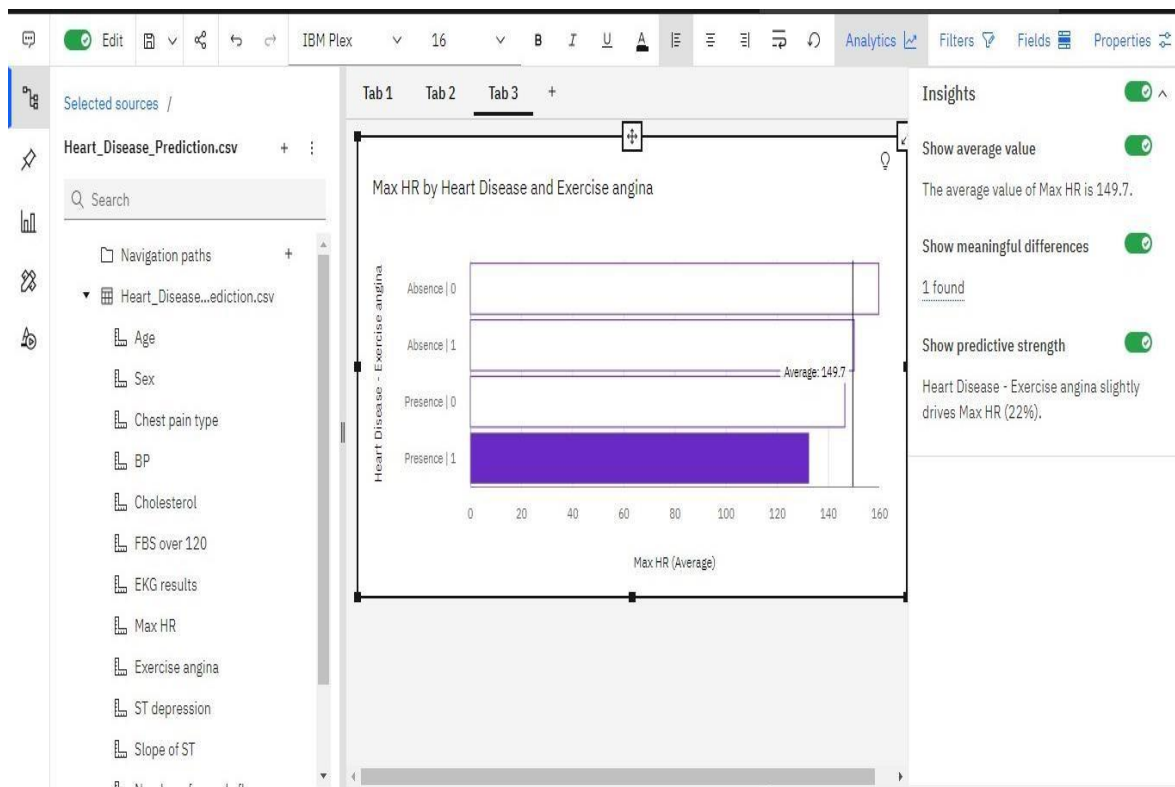 Edit IBM Plex 16 B I U A Analytics Filters Fields Properties
Selected sources /
Heart_Disease_Prediction.csv
Search
Navigation paths
Heart_Disease...ediction.csv
Age
Sex
Chest pain type
BP
Cholesterol
FBS over 120
EKG results
Max HR
Exercise angina
ST depression
Slope of ST
Tab 1 Tab 2 Tab 3 +
Max HR by Heart Disease and Exercise angina
Heart Disease - Exercise angina
Absence | 0
Absence | 1
Presence | 0
Presence | 1
Average: 149.7
0 20 40 60 80 100 120 140 160
Max HR (Average)
Insights
Show average value
The average value of Max HR is 149.7.
Show meaningful differences
1 found
Show predictive strength
Heart Disease - Exercise angina slightly
drives Max HR (22%).